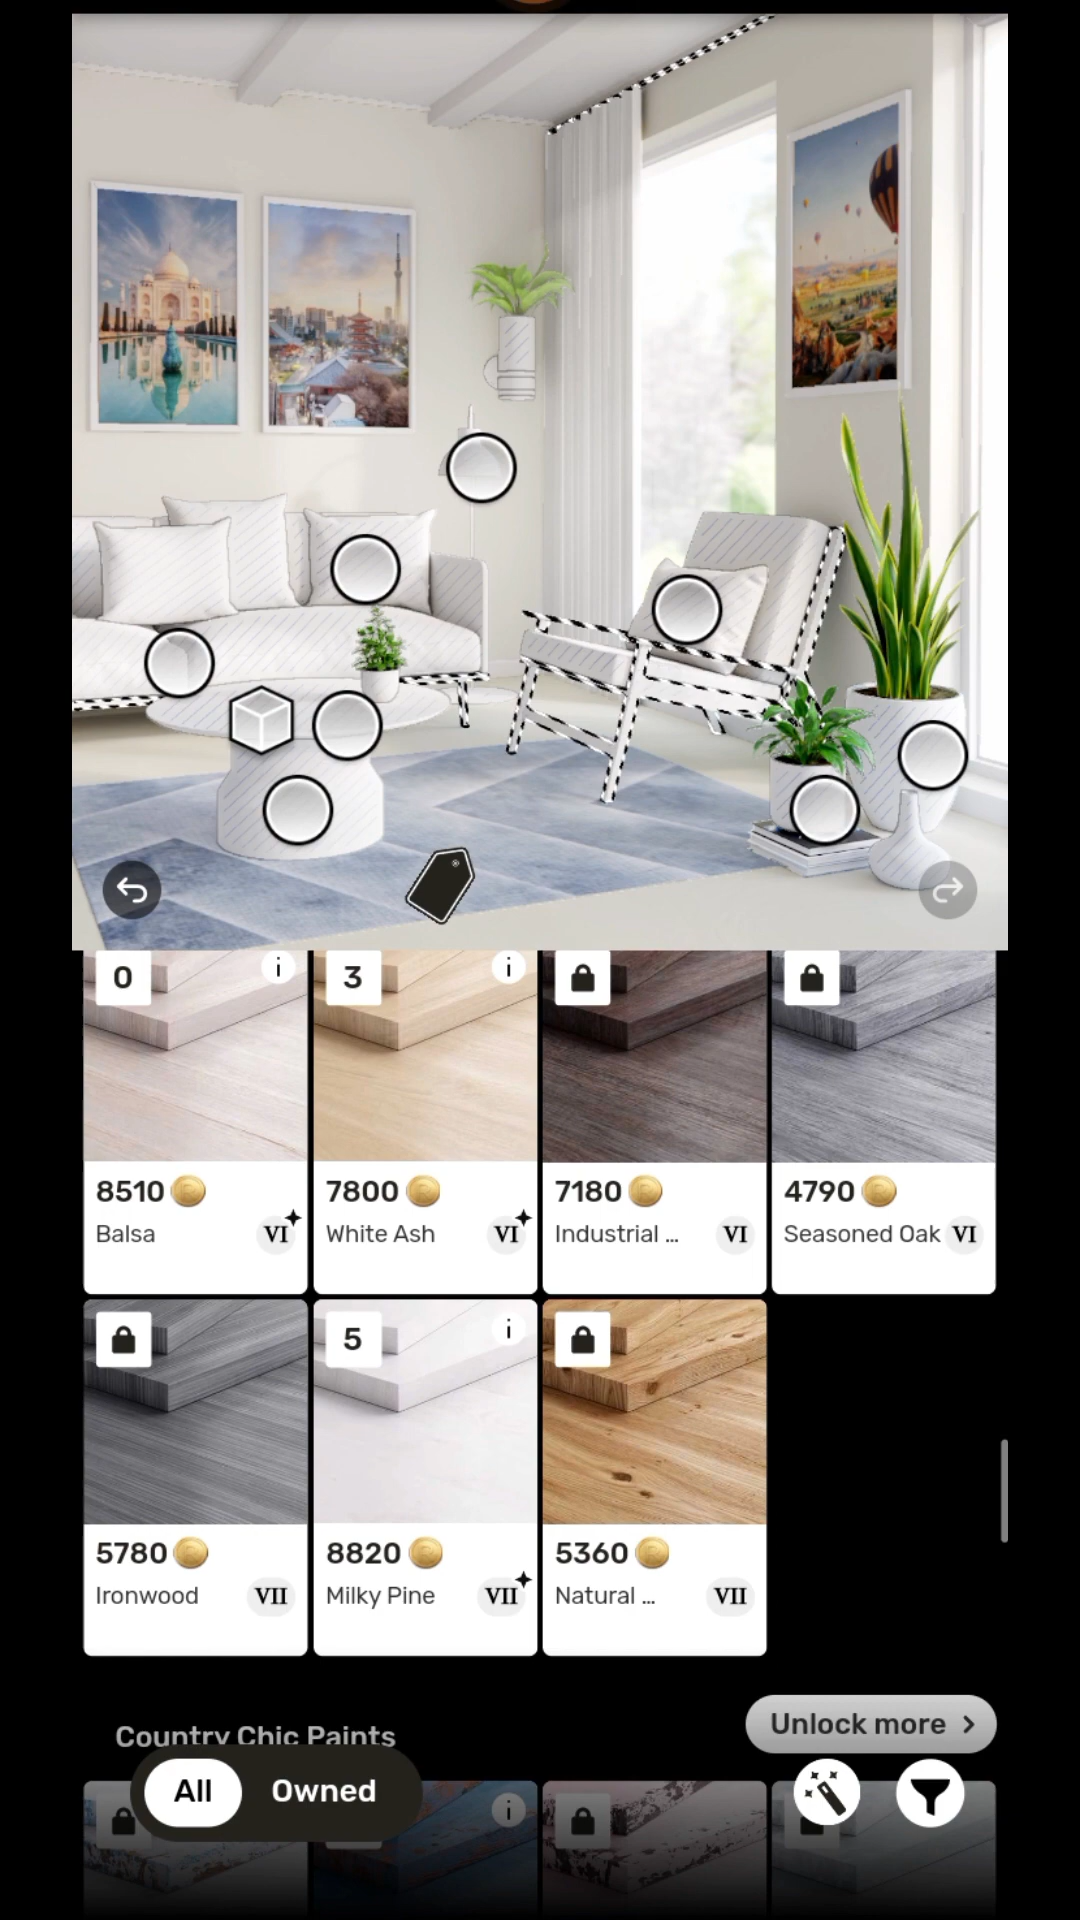 0
3
8510
7800
7180
4790
Balsa
VI
White Ash
VI
Industrial ...
VI
Seasoned Oak
VI
5
5780
8820
5360
Ironwood
VII
Milky Pine
VII
Natural ...
VII
Country Chic Paints
Unlock more >
All
Owned